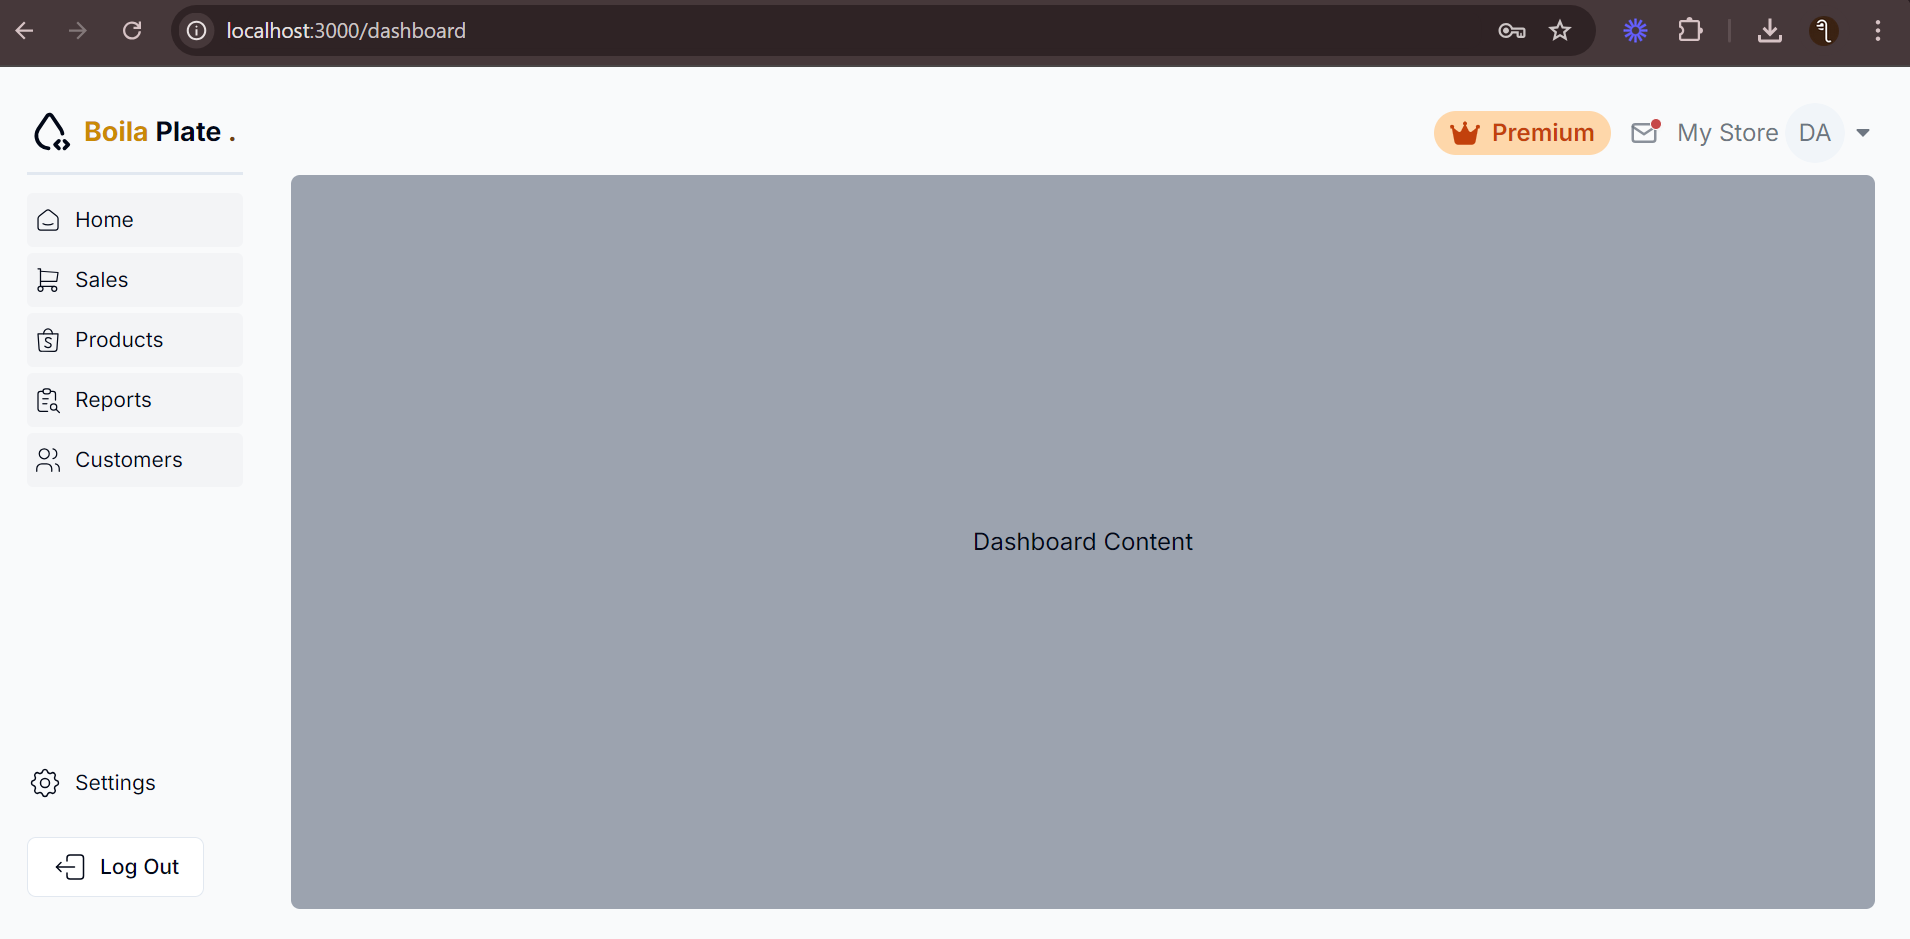 localhost:3000/dashboard
Boila Plate .
Premium
My Store
DA
Home
Sales
Products
Reports
Customers
Dashboard Content
Settings
Log Out